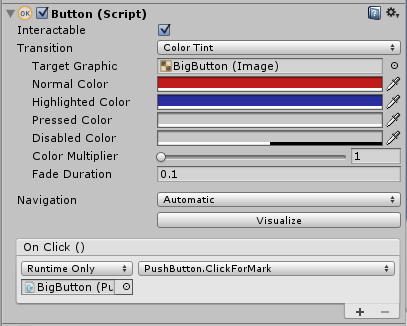 OK Button (Script)
Interactable
Transition Color Tint
Target Graphic BigButton (Image)
Normal Color
Highlighted Color
Pressed Color
Disabled Color
Color Multiplier 1
Fade Duration 0.1
Navigation Automatic
Visualize
On Click ()
Runtime Only PushButton.ClickForMark
BigButton (Pu
+ −